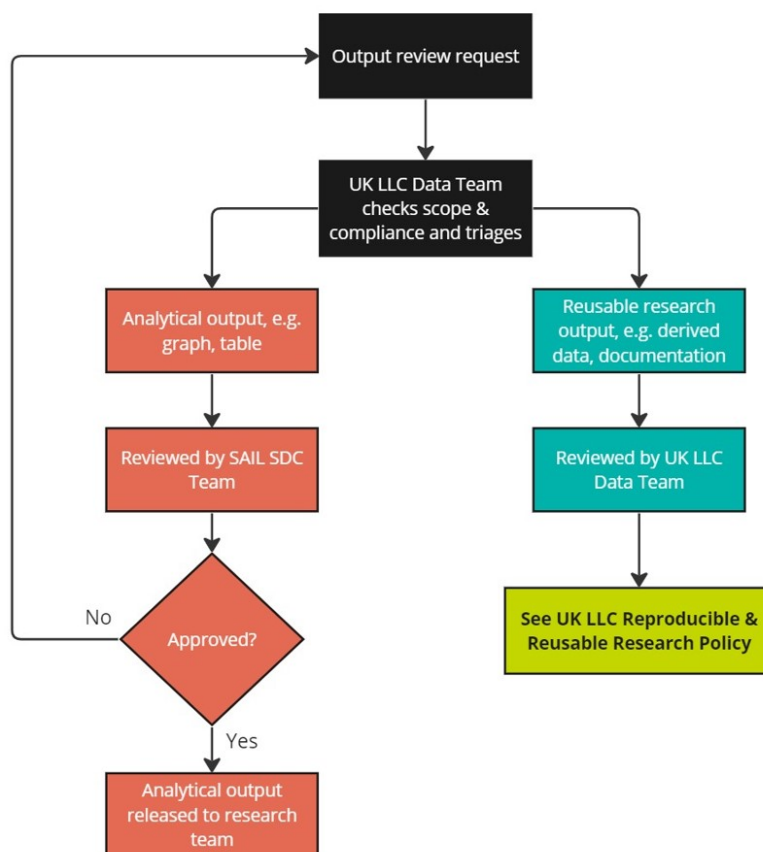 Output review request
UK LLC Data Team
checks scope &
compliance and triages
Analytical output, e.g.
graph, table
Reusable research
output, e.g. derived
data, documentation
Reviewed by SAIL SDC
Team
Reviewed by UK LLC
Data Team
No
Approved?
See UK LLC Reproducible &
Reusable Research Policy
Yes
Analytical output
released to research
team